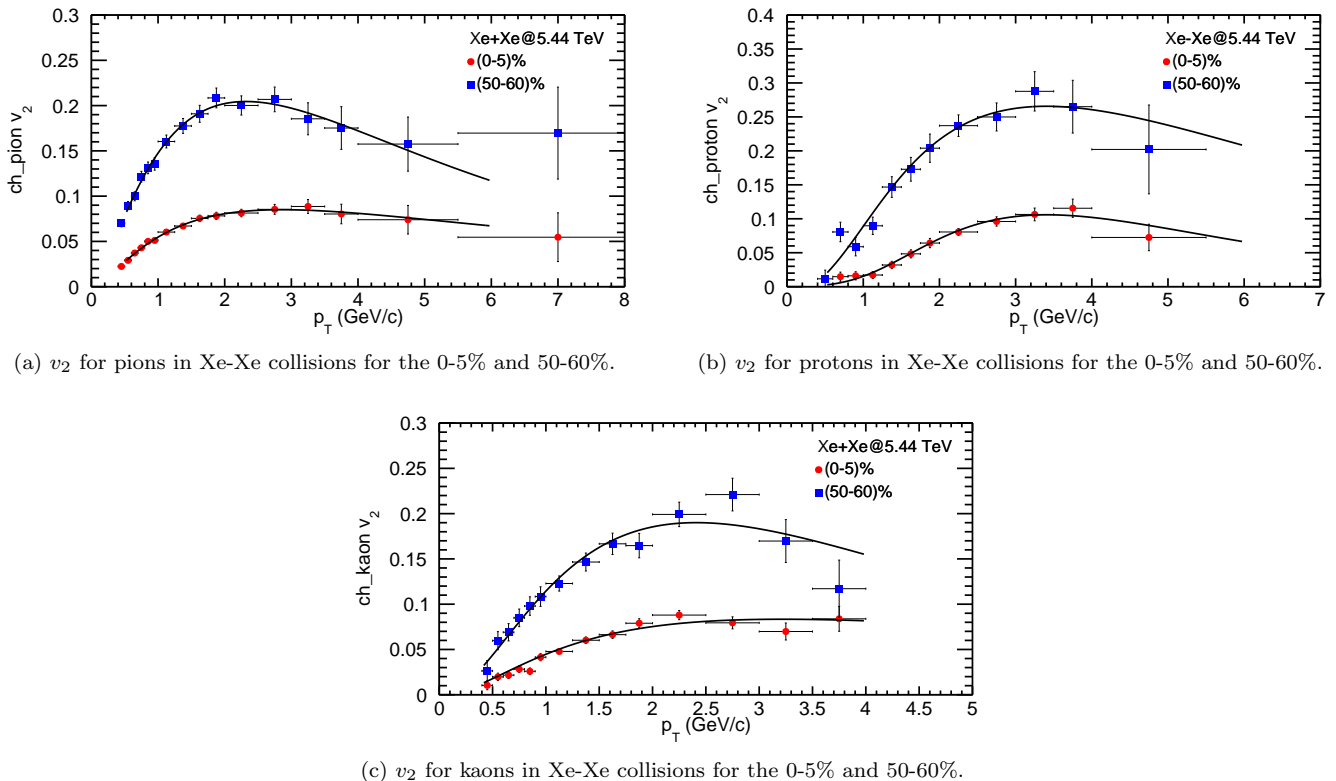 0.3
0.25
0.2
0.15
0.1
0.05
0
ch_pion v2
Xe+Xe@5.44 TeV
(0-5)%
(50-60)%
0 1 2 3 4 5 6 7 8
pT (GeV/c)
(a) v2 for pions in Xe-Xe collisions for the 0-5% and 50-60%.
0.4
0.35
0.3
0.25
0.2
0.15
0.1
0.05
0
ch_proton v2
Xe-Xe@5.44 TeV
(0-5)%
(50-60)%
0 1 2 3 4 5 6 7
pT (GeV/c)
(b) v2 for protons in Xe-Xe collisions for the 0-5% and 50-60%.
0.3
0.25
0.2
0.15
0.1
0.05
0
ch_kaon v2
Xe+Xe@5.44 TeV
(0-5)%
(50-60)%
0 0.5 1 1.5 2 2.5 3 3.5 4 4.5 5
pT (GeV/c)
(c) v2 for kaons in Xe-Xe collisions for the 0-5% and 50-60%.